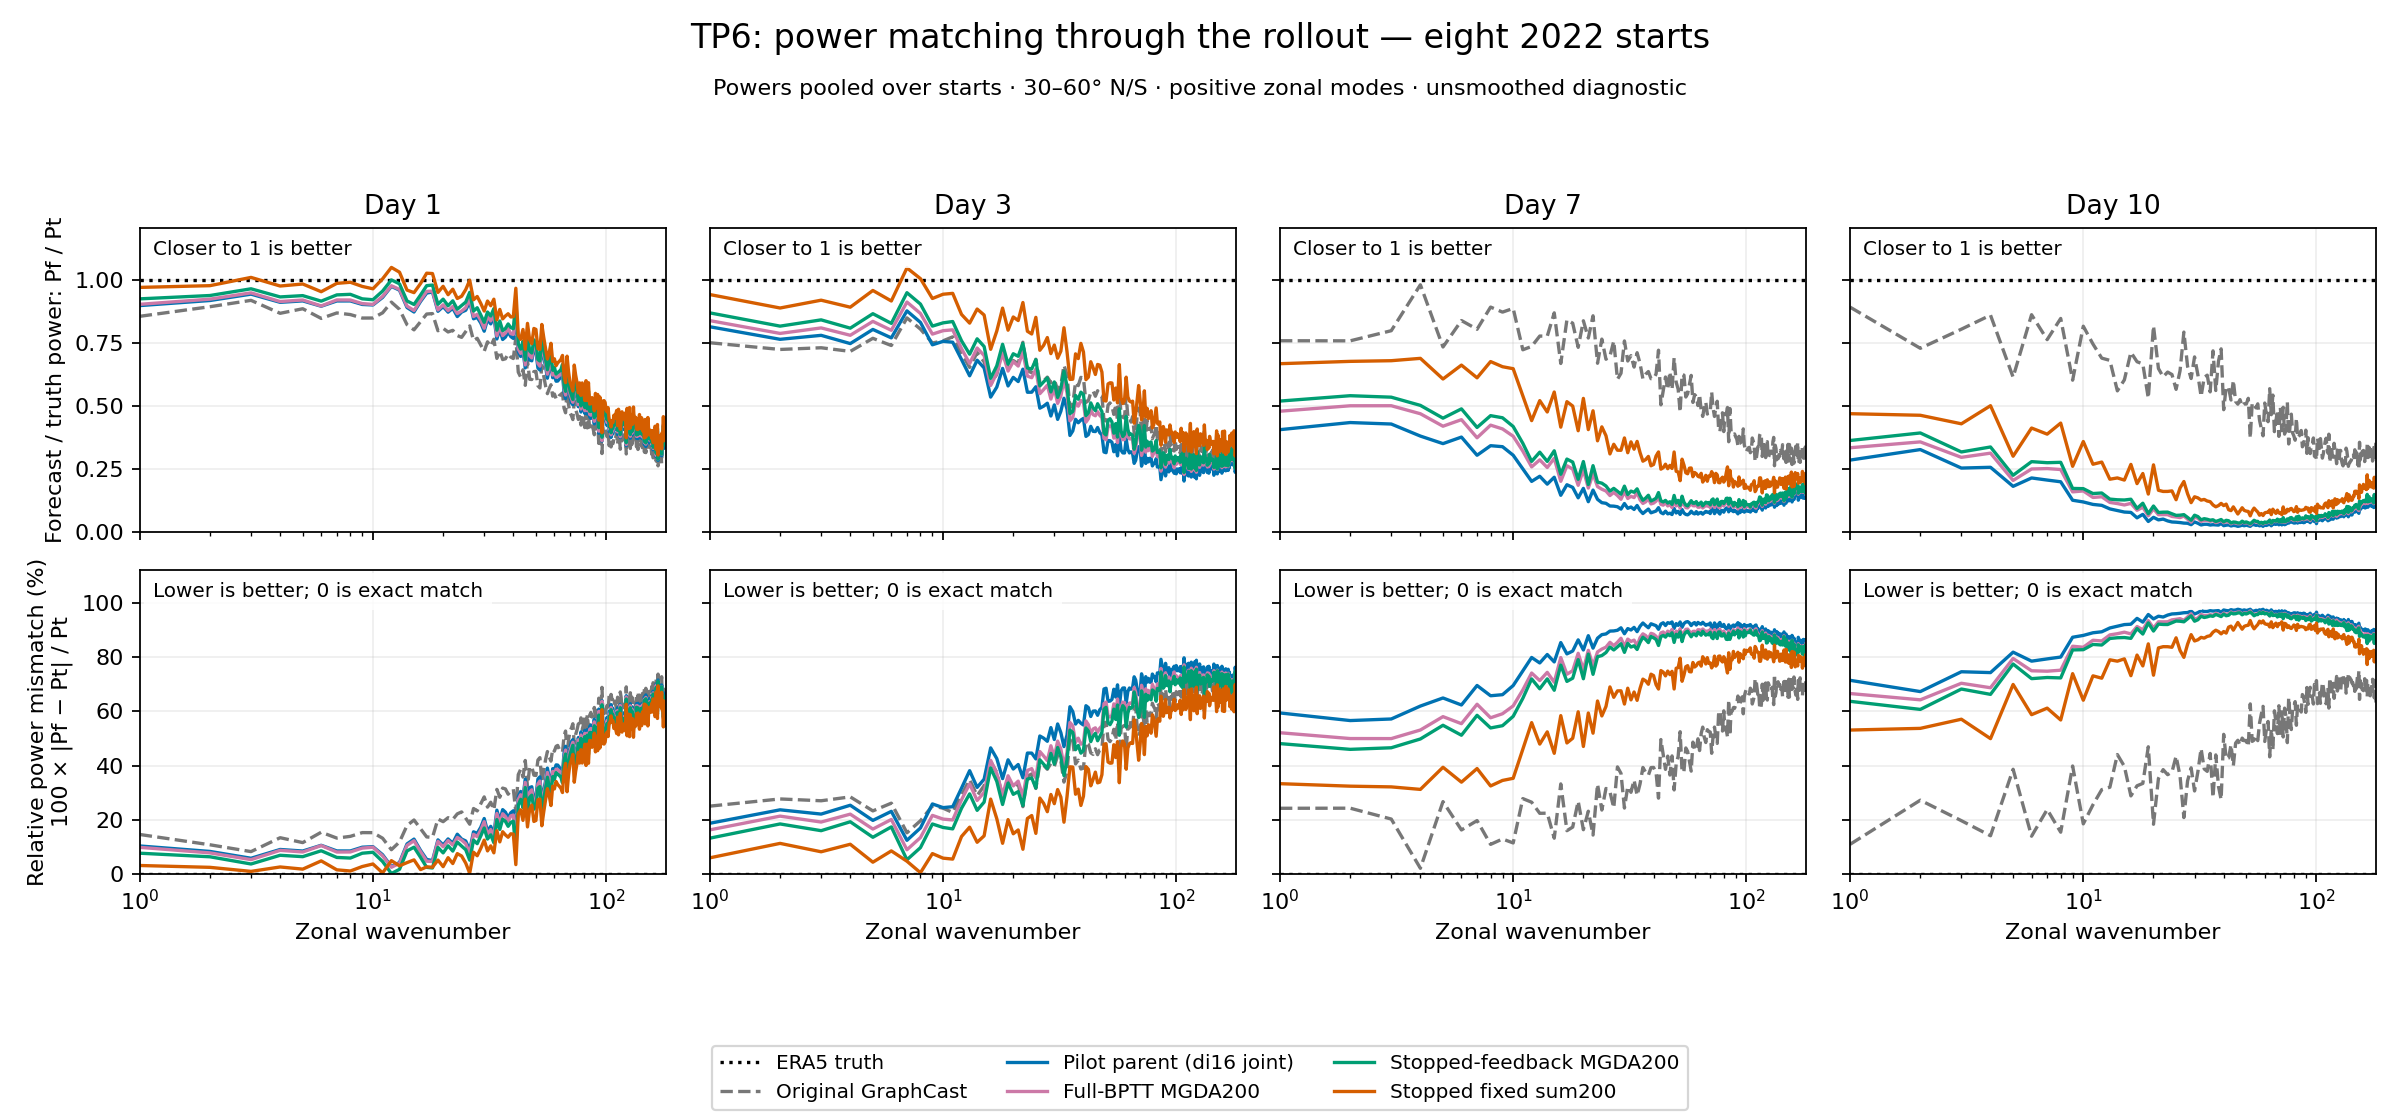 TP6: power matching through the rollout — eight 2022 starts
Powers pooled over starts · 30–60° N/S · positive zonal modes · unsmoothed diagnostic
Day 1
Day 3
Day 7
Day 10
Forecast / truth power: Pf / Pt
Closer to 1 is better
Closer to 1 is better
Closer to 1 is better
Closer to 1 is better
1.00
0.75
0.50
0.25
0.00
Relative power mismatch (%)
100 × |Pf − Pt| / Pt
Lower is better; 0 is exact match
Lower is better; 0 is exact match
Lower is better; 0 is exact match
Lower is better; 0 is exact match
100
80
60
40
20
0
10⁰ 10¹ 10²
10⁰ 10¹ 10²
10⁰ 10¹ 10²
10⁰ 10¹ 10²
Zonal wavenumber
Zonal wavenumber
Zonal wavenumber
Zonal wavenumber
ERA5 truth
Original GraphCast
Pilot parent (di16 joint)
Full-BPTT MGDA200
Stopped-feedback MGDA200
Stopped fixed sum200